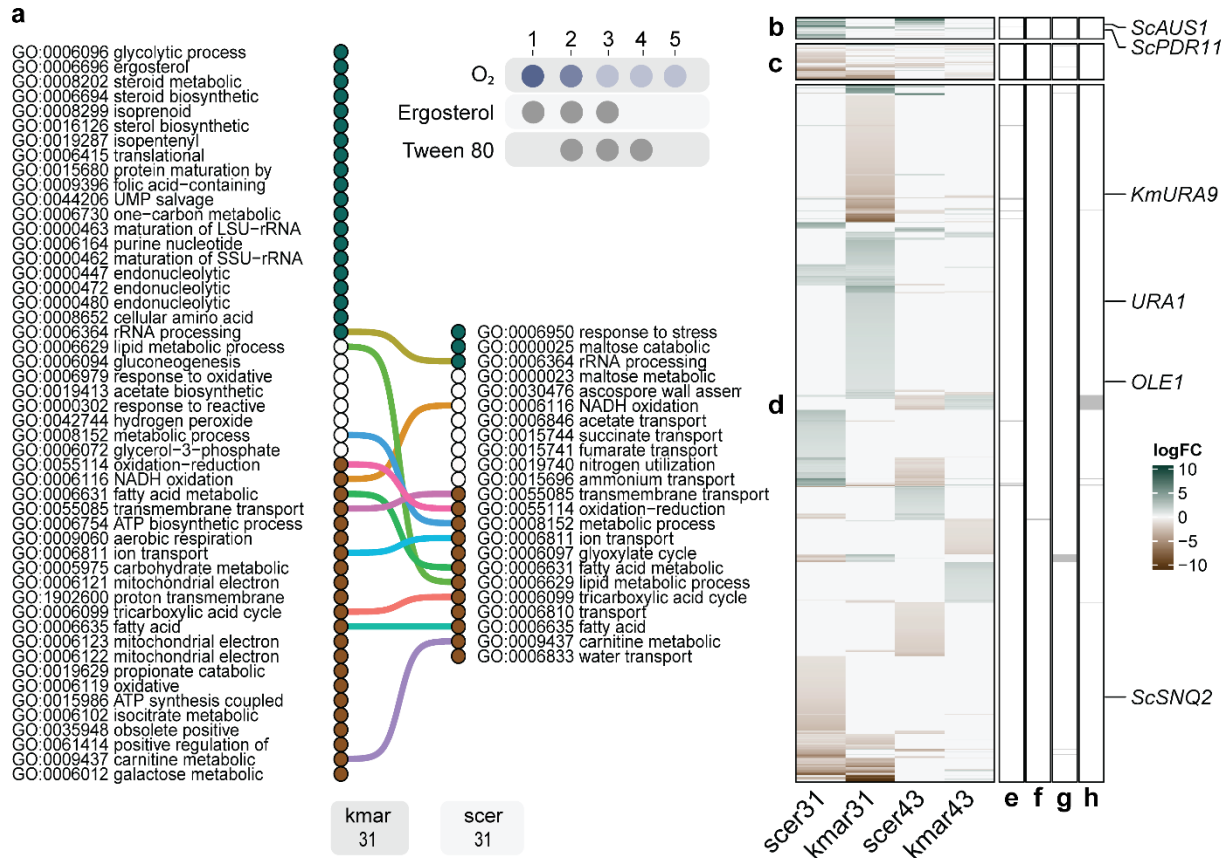 a
GO:0006096 glycolytic process
GO:0006696 ergosterol
GO:0008202 steroid metabolic
GO:0006694 steroid biosynthetic
GO:0008299 isoprenoid
GO:0016126 sterol biosynthetic
GO:0019287 isopentenyl
GO:0006415 translational
GO:0015680 protein maturation by
GO:0009396 folic acid−containing
GO:0044206 UMP salvage
GO:0006730 one−carbon metabolic
GO:0000463 maturation of LSU−rRNA
GO:0006164 purine nucleotide
GO:0000462 maturation of SSU−rRNA
GO:0000447 endonucleolytic
GO:0000472 endonucleolytic
GO:0000480 endonucleolytic
GO:0008652 cellular amino acid
GO:0006364 rRNA processing
GO:0006629 lipid metabolic process
GO:0006094 gluconeogenesis
GO:0006979 response to oxidative
GO:0019413 acetate biosynthetic
GO:0000302 response to reactive
GO:0042744 hydrogen peroxide
GO:0008152 metabolic process
GO:0006072 glycerol−3−phosphate
GO:0055114 oxidation−reduction
GO:0006116 NADH oxidation
GO:0006631 fatty acid metabolic
GO:0055085 transmembrane transport
GO:0006754 ATP biosynthetic process
GO:0009060 aerobic respiration
GO:0006811 ion transport
GO:0005975 carbohydrate metabolic
GO:0006121 mitochondrial electron
GO:1902600 proton transmembrane
GO:0006099 tricarboxylic acid cycle
GO:0006635 fatty acid
GO:0006123 mitochondrial electron
GO:0006122 mitochondrial electron
GO:0019629 propionate catabolic
GO:0006119 oxidative
GO:0015986 ATP synthesis coupled
GO:0006102 isocitrate metabolic
GO:0035948 obsolete positive
GO:0061414 positive regulation of
GO:0009437 carnitine metabolic
GO:0006012 galactose metabolic
kmar
31
1 2 3 4 5
O₂
Ergosterol
Tween 80
GO:0006950 response to stress
GO:0000025 maltose catabolic
GO:0006364 rRNA processing
GO:0000023 maltose metabolic
GO:0030476 ascospore wall assem
GO:0006116 NADH oxidation
GO:0006846 acetate transport
GO:0015744 succinate transport
GO:0015741 fumarate transport
GO:0019740 nitrogen utilization
GO:0015696 ammonium transport
GO:0055085 transmembrane transport
GO:0055114 oxidation−reduction
GO:0008152 metabolic process
GO:0006811 ion transport
GO:0006097 glyoxylate cycle
GO:0006631 fatty acid metabolic
GO:0006629 lipid metabolic process
GO:0006099 tricarboxylic acid cycle
GO:0006810 transport
GO:0006635 fatty acid
GO:0009437 carnitine metabolic
GO:0006833 water transport
scer
31
b
c
d
ScAUS1
ScPDR11
KmURA9
URA1
OLE1
ScSNQ2
logFC
10
5
0
−5
−10
scer31 kmar31 scer43 kmar43
e f g h